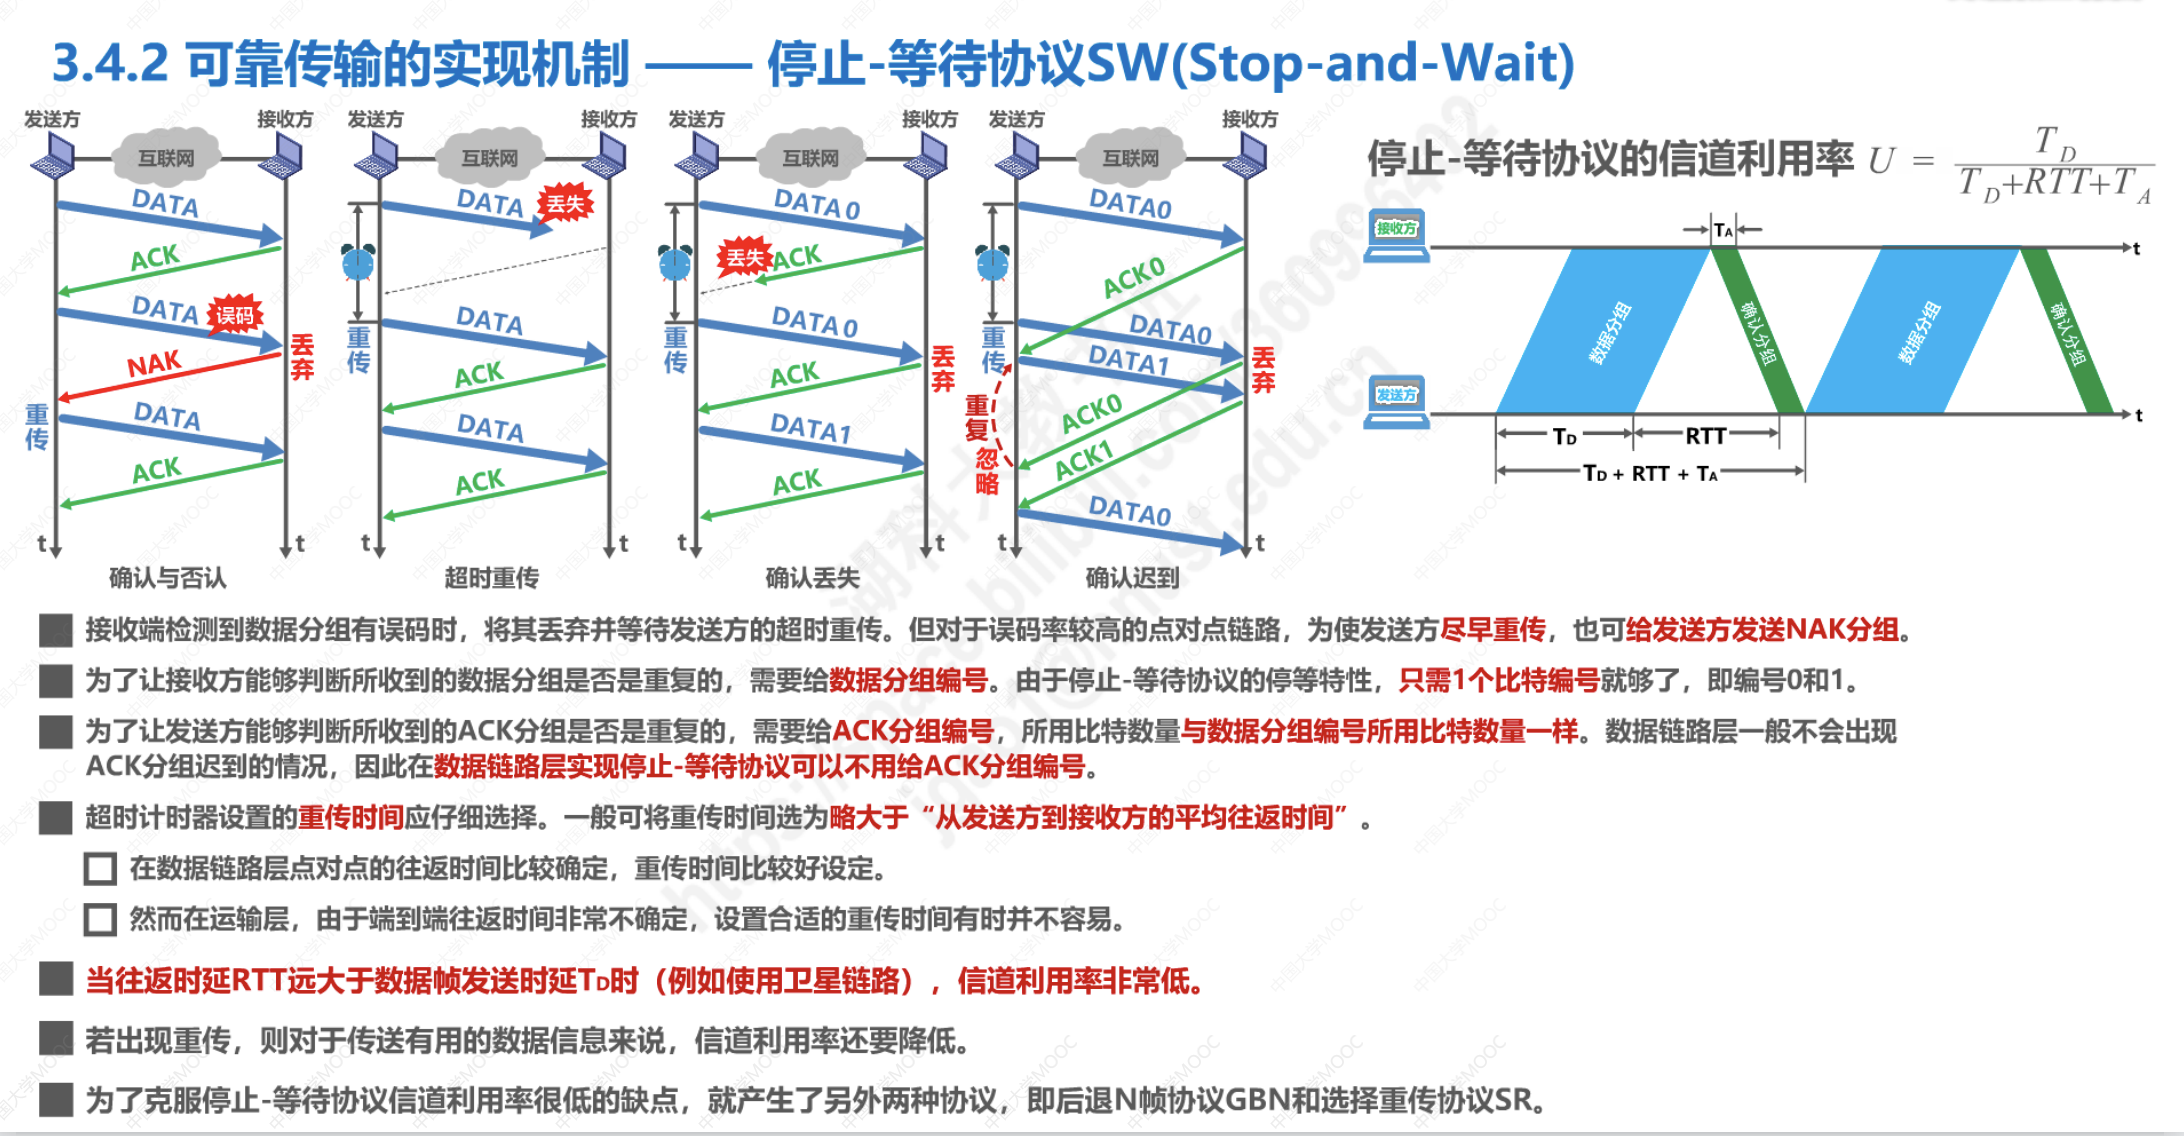 3.4.2 可靠传输的实现机制 —— 停止-等待协议SW(Stop-and-Wait)
发送方 接收方
互联网
DATA
ACK
DATA
误码
NAK
丢弃
重传
DATA
ACK
t t
确认与否认
发送方 接收方
互联网
DATA
丢失
重传
DATA
ACK
DATA
ACK
t t
超时重传
发送方 接收方
互联网
DATA 0
丢失
ACK
重传
DATA 0
丢弃
ACK
DATA1
ACK
t t
确认丢失
发送方 接收方
互联网
DATA0
ACK0
重传
DATA0
DATA1
丢弃
重复
忽略
ACK0
ACK1
DATA0
t t
确认迟到
停止-等待协议的信道利用率 U = T_D / (T_D+RTT+T_A)
接收方
TA
t
数据分组
确认分组
数据分组
确认分组
发送方
t
TD
RTT
TD + RTT + TA
接收端检测到数据分组有误码时，将其丢弃并等待发送方的超时重传。但对于误码率较高的点对点链路，为使发送方尽早重传，也可给发送方发送NAK分组。
为了让接收方能够判断所收到的数据分组是否是重复的，需要给数据分组编号。由于停止-等待协议的停等特性，只需1个比特编号就够了，即编号0和1。
为了让发送方能够判断所收到的ACK分组是否是重复的，需要给ACK分组编号，所用比特数量与数据分组编号所用比特数量一样。数据链路层一般不会出现
ACK分组迟到的情况，因此在数据链路层实现停止-等待协议可以不用给ACK分组编号。
超时计时器设置的重传时间应仔细选择。一般可将重传时间选为略大于“从发送方到接收方的平均往返时间”。
在数据链路层点对点的往返时间比较确定，重传时间比较好设定。
然而在运输层，由于端到端往返时间非常不确定，设置合适的重传时间有时并不容易。
当往返时延RTT远大于数据帧发送时延TD时（例如使用卫星链路），信道利用率非常低。
若出现重传，则对于传送有用的数据信息来说，信道利用率还要降低。
为了克服停止-等待协议信道利用率很低的缺点，就产生了另外两种协议，即后退N帧协议GBN和选择重传协议SR。
中国大学MOOC